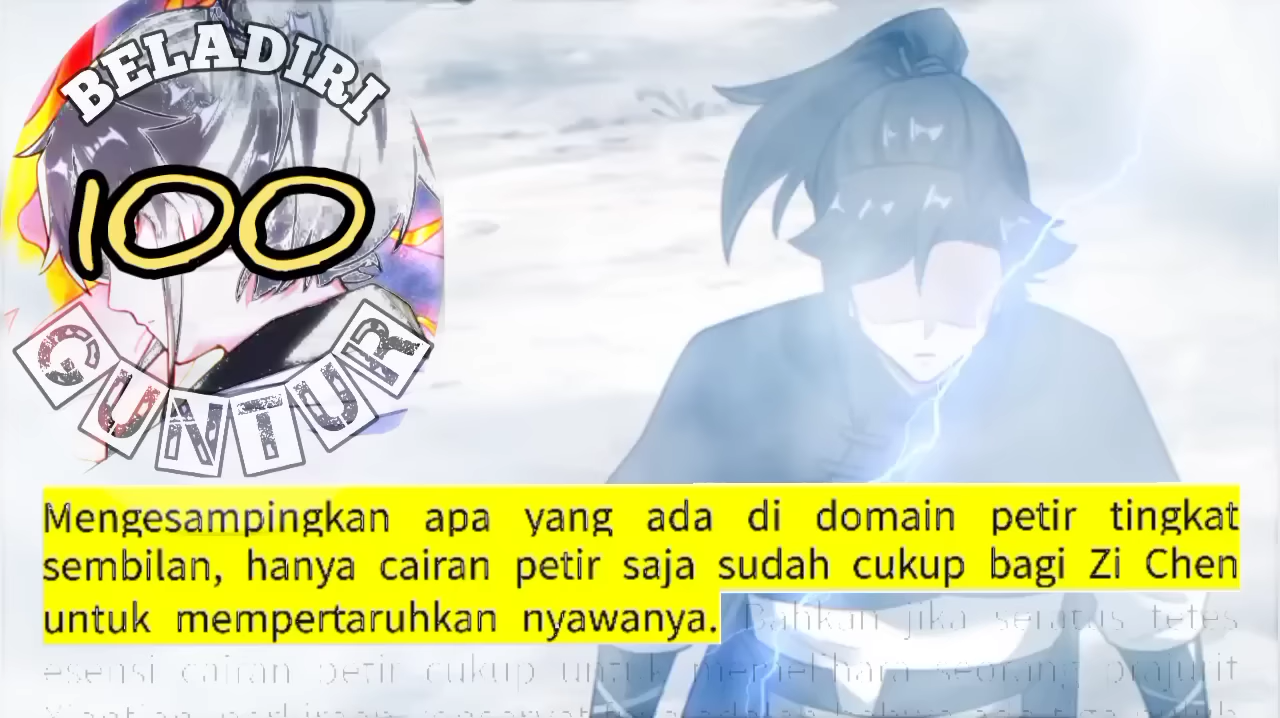 BELADIRI
100
GUNTUR
Mengesampingkan apa yang ada di domain petir tingkat
sembilan, hanya cairan petir saja sudah cukup bagi Zi Chen
untuk mempertaruhkan nyawanya. Bahkan jika seratus tetes
esensi cairan petir cukup untuk memelihara seorang prajurit